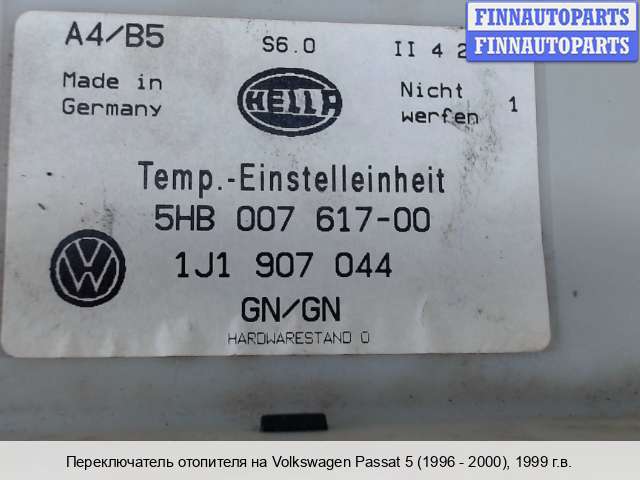 FINNAUTOPARTS
FINNAUTOPARTS
A4/B5 S6.0 II 4 2
Made in
Germany
HELLA
Nicht
werfen 1
Temp.-Einstelleinheit
5HB 007 617-00
1J1 907 044
GN/GN
HARDWARESTAND 0
Переключатель отопителя на Volkswagen Passat 5 (1996 - 2000), 1999 г.в.